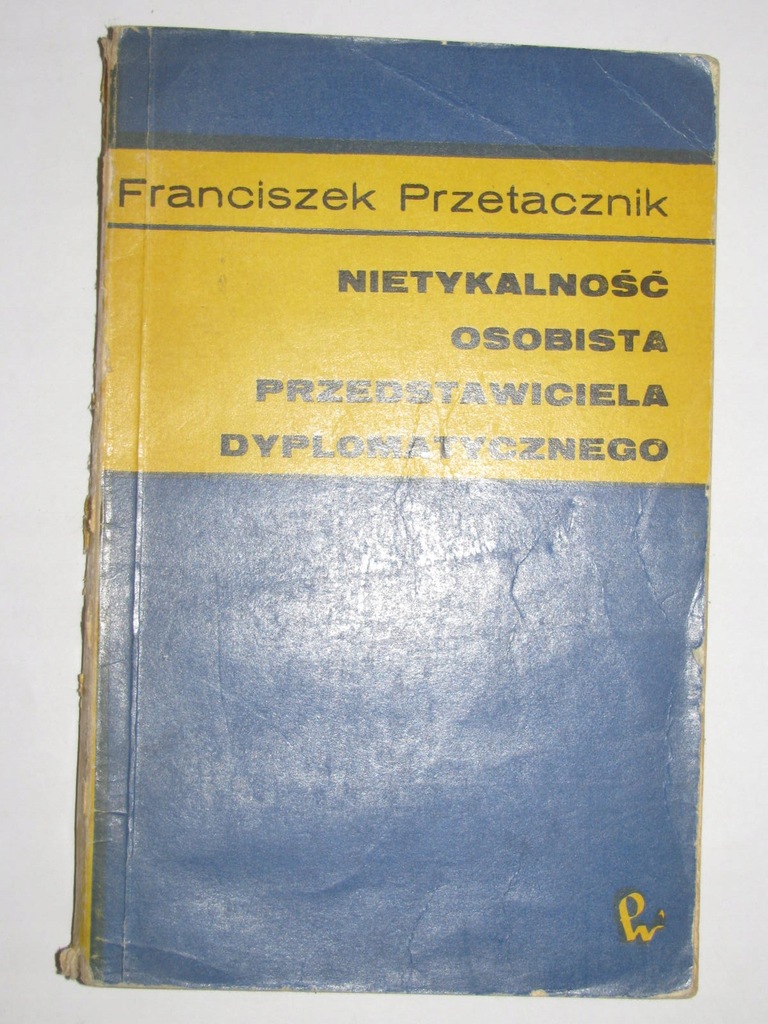 Franciszek Przetacznik
NIETYKALNOŚĆ
OSOBISTA
PRZEDSTAWICIELA
DYPLOMATYCZNEGO